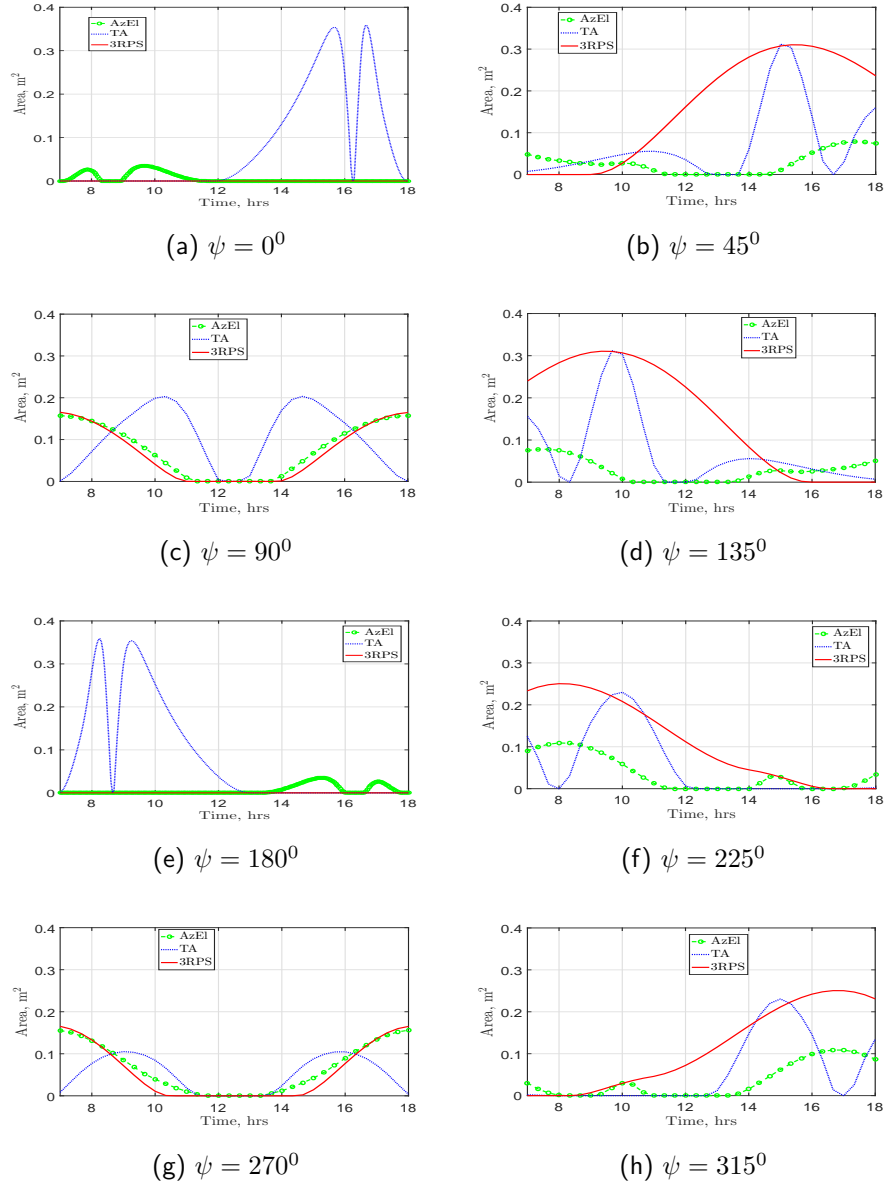 0.4
0.3
0.2
0.1
0
Area, m²
AzEl
TA
3RPS
8 10 12 14 16 18
Time, hrs
(a) ψ = 0⁰
0.4
0.3
0.2
0.1
0
Area, m²
AzEl
TA
3RPS
8 10 12 14 16 18
Time, hrs
(b) ψ = 45⁰
0.4
0.3
0.2
0.1
0
Area, m²
AzEl
TA
3RPS
8 10 12 14 16 18
Time, hrs
(c) ψ = 90⁰
0.4
0.3
0.2
0.1
0
Area, m²
AzEl
TA
3RPS
8 10 12 14 16 18
Time, hrs
(d) ψ = 135⁰
0.4
0.3
0.2
0.1
0
Area, m²
AzEl
TA
3RPS
8 10 12 14 16 18
Time, hrs
(e) ψ = 180⁰
0.4
0.3
0.2
0.1
0
Area, m²
AzEl
TA
3RPS
8 10 12 14 16 18
Time, hrs
(f) ψ = 225⁰
0.4
0.3
0.2
0.1
0
Area, m²
AzEl
TA
3RPS
8 10 12 14 16 18
Time, hrs
(g) ψ = 270⁰
0.4
0.3
0.2
0.1
0
Area, m²
AzEl
TA
3RPS
8 10 12 14 16 18
Time, hrs
(h) ψ = 315⁰